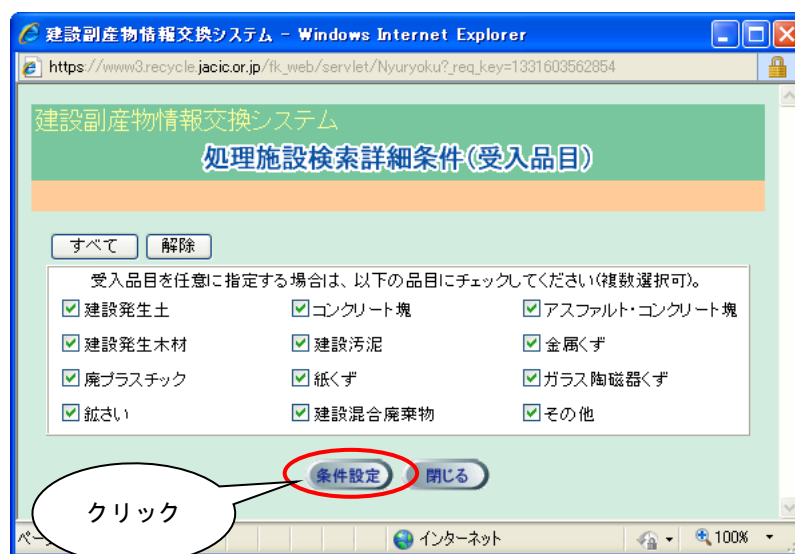 建設副産物情報交換システム - Windows Internet Explorer
https://www3.recycle.jacic.or.jp/fk_web/servlet/Nyuryoku?_req_key=1331603562854
建設副産物情報交換システム
処理施設検索詳細条件(受入品目)
すべて 解除
受入品目を任意に指定する場合は、以下の品目にチェックしてください(複数選択可)。
建設発生土 コンクリート塊 アスファルト・コンクリート塊
建設発生木材 建設汚泥 金属くず
廃プラスチック 紙くず ガラス陶磁器くず
鉱さい 建設混合廃棄物 その他
条件設定 閉じる
クリック
インターネット 100%